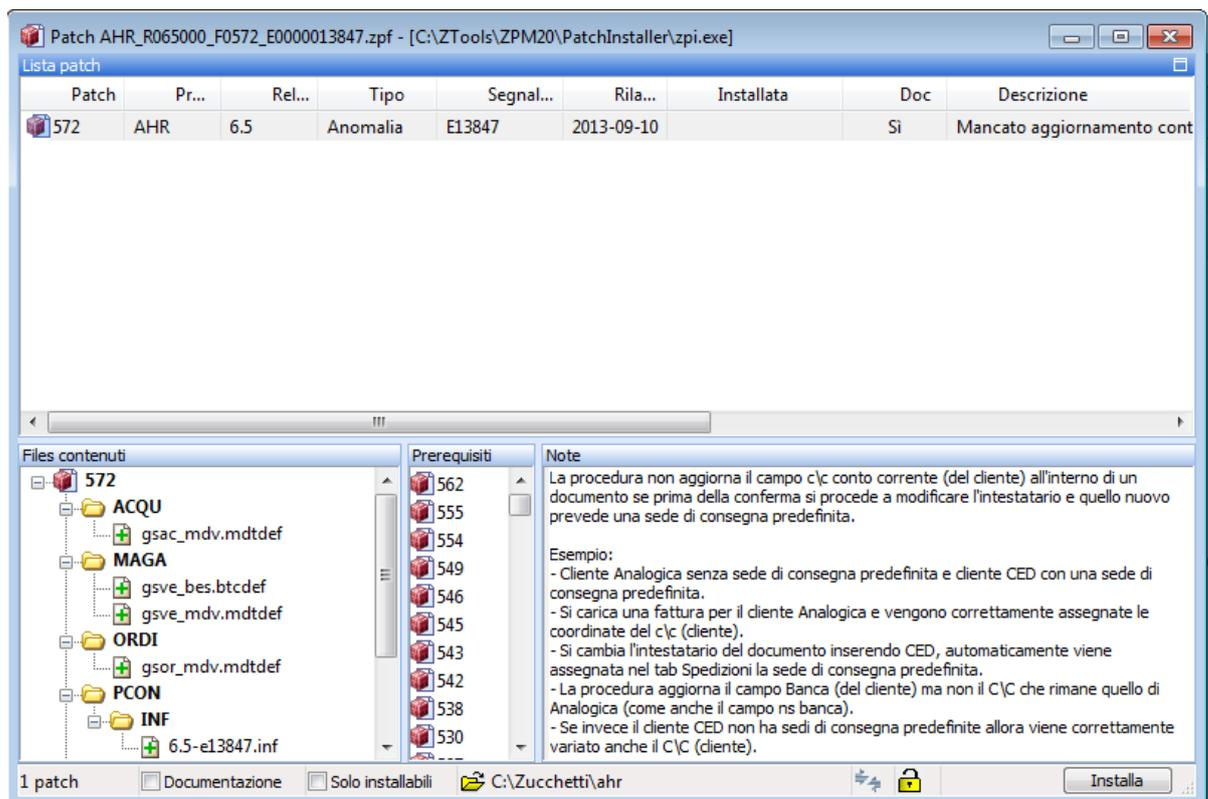 Patch AHR_R065000_F0572_E0000013847.zpf - [C:\ZTools\ZPM20\PatchInstaller\zpi.exe]
Lista patch
Patch Pr... Rel... Tipo Segnal... Rila... Installata Doc Descrizione
572 AHR 6.5 Anomalia E13847 2013-09-10 Sì Mancato aggiornamento cont
Files contenuti
572
ACQU
gsac_mdv.mdtdef
MAGA
gsve_bes.btcdef
gsve_mdv.mdtdef
ORDI
gsor_mdv.mdtdef
PCON
INF
6.5-e13847.inf
Prerequisiti
562
555
554
549
546
545
543
542
538
530
Note
La procedura non aggiorna il campo c\c conto corrente (del cliente) all'interno di un
documento se prima della conferma si procede a modificare l'intestatario e quello nuovo
prevede una sede di consegna predefinita.
Esempio:
- Cliente Analogica senza sede di consegna predefinita e cliente CED con una sede di
consegna predefinita.
- Si carica una fattura per il cliente Analogica e vengono correttamente assegnate le
coordinate del c\c (cliente).
- Si cambia l'intestatario del documento inserendo CED, automaticamente viene
assegnata nel tab Spedizioni la sede di consegna predefinita.
- La procedura aggiorna il campo Banca (del cliente) ma non il C\C che rimane quello di
Analogica (come anche il campo ns banca).
- Se invece il cliente CED non ha sedi di consegna predefinite allora viene correttamente
variato anche il C\C (cliente).
1 patch Documentazione Solo installabili C:\Zucchetti\ahr Installa